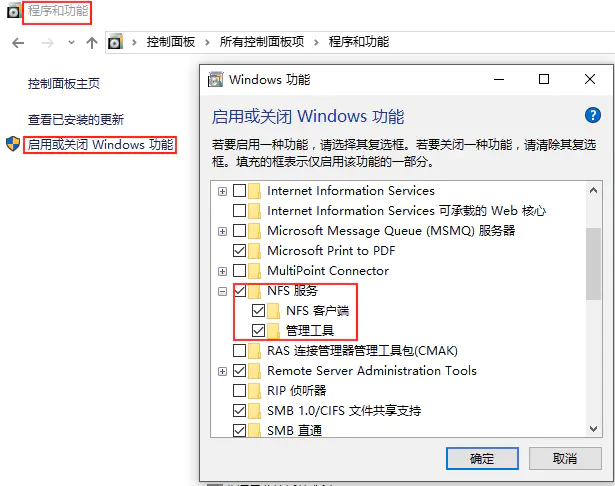 程序和功能
控制面板 所有控制面板项 程序和功能
控制面板主页
查看已安装的更新
启用或关闭 Windows 功能
Windows 功能
启用或关闭 Windows 功能
若要启用一种功能，请选择其复选框。若要关闭一种功能，请清除其复选
框。填充的框表示仅启用该功能的一部分。
Internet Information Services
Internet Information Services 可承载的 Web 核心
Microsoft Message Queue (MSMQ) 服务器
Microsoft Print to PDF
MultiPoint Connector
NFS 服务
NFS 客户端
管理工具
RAS 连接管理器管理工具包(CMAK)
Remote Server Administration Tools
RIP 侦听器
SMB 1.0/CIFS 文件共享支持
SMB 直通
确定 取消